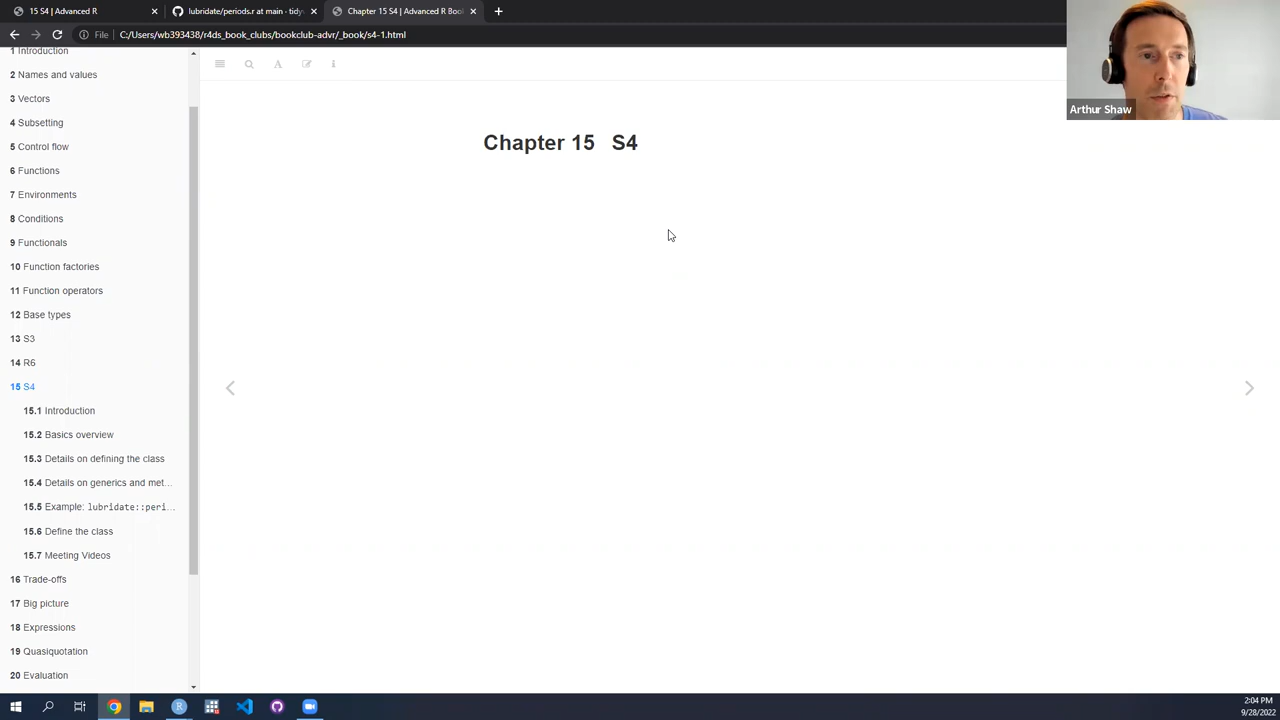 15 S4 | Advanced R
lubridate/periods.r at main · tidyv
Chapter 15 S4 | Advanced R Book
File
C:/Users/wb393438/r4ds_book_clubs/bookclub-advr/_book/s4-1.html
Arthur Shaw
1 Introduction
2 Names and values
3 Vectors
4 Subsetting
5 Control flow
6 Functions
7 Environments
8 Conditions
9 Functionals
10 Function factories
11 Function operators
12 Base types
13 S3
14 R6
15 S4
15.1 Introduction
15.2 Basics overview
15.3 Details on defining the class
15.4 Details on generics and met...
15.5 Example: lubridate::peri...
15.6 Define the class
15.7 Meeting Videos
16 Trade-offs
17 Big picture
18 Expressions
19 Quasiquotation
20 Evaluation
Chapter 15 S4
2:04 PM
9/28/2022